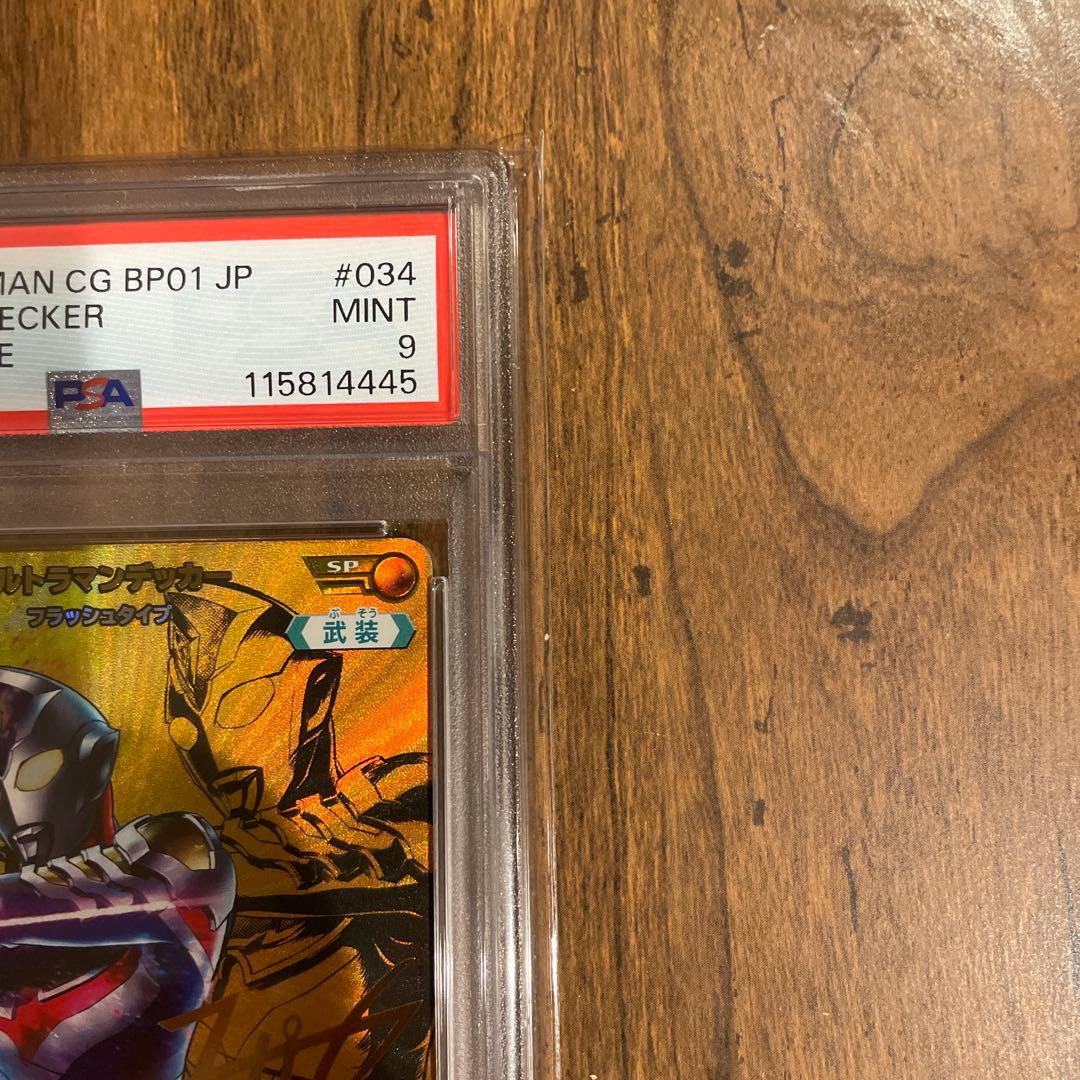 MAN CG BP01 JP #034
ECKER MINT
E 9
PSA 115814445
ルトラマンデッカー
フラッシュタイプ
SP
ぶ そう
武装